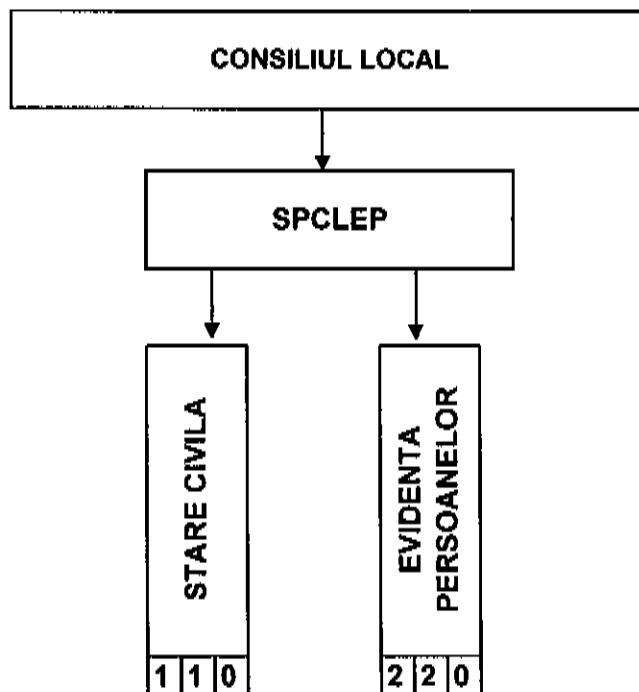 CONSILIUL LOCAL
SPCLEP
STARE CIVILA
EVIDENTA
PERSOANELOR
1 1 0
2 2 0